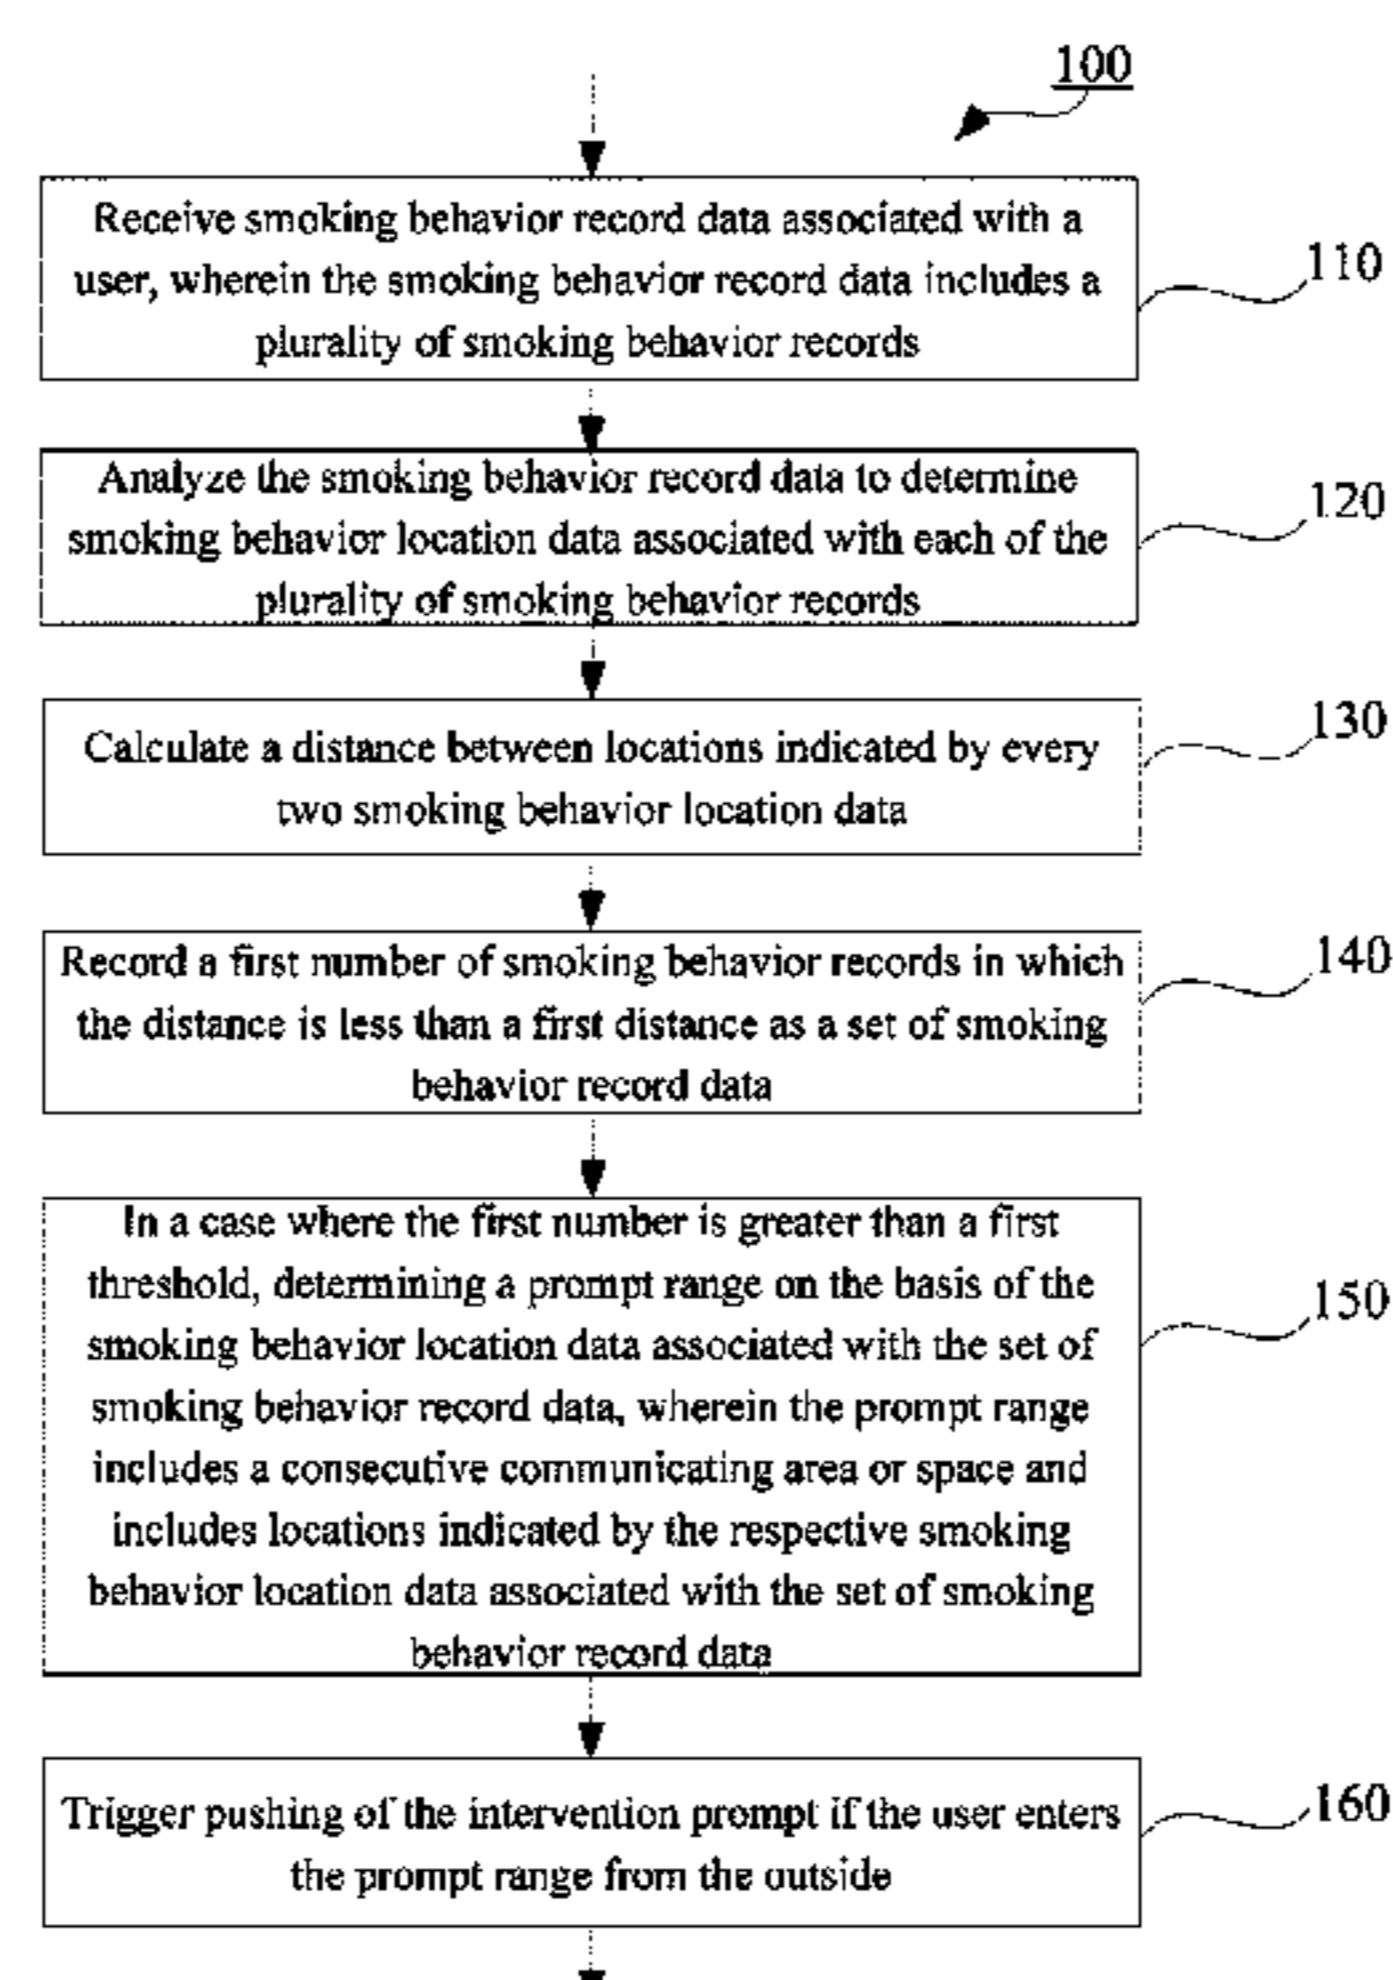 100
Receive smoking behavior record data associated with a
user, wherein the smoking behavior record data includes a
plurality of smoking behavior records
110
Analyze the smoking behavior record data to determine
smoking behavior location data associated with each of the
plurality of smoking behavior records
120
Calculate a distance between locations indicated by every
two smoking behavior location data
130
Record a first number of smoking behavior records in which
the distance is less than a first distance as a set of smoking
behavior record data
140
In a case where the first number is greater than a first
threshold, determining a prompt range on the basis of the
smoking behavior location data associated with the set of
smoking behavior record data, wherein the prompt range
includes a consecutive communicating area or space and
includes locations indicated by the respective smoking
behavior location data associated with the set of smoking
behavior record data
150
Trigger pushing of the intervention prompt if the user enters
the prompt range from the outside
160